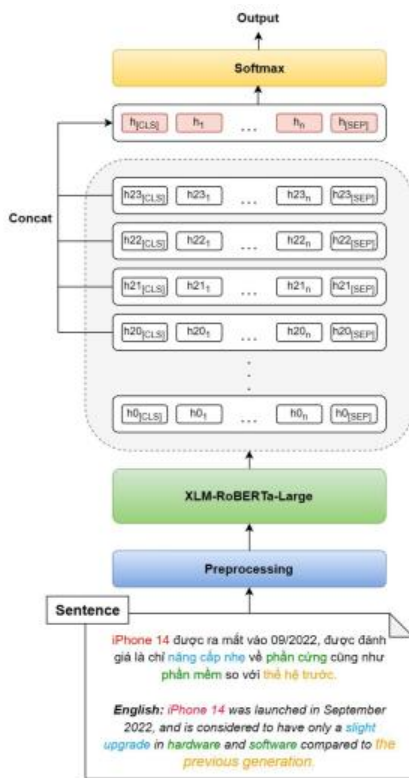 Output
Softmax
h[CLS] h1 ... hn h[SEP]
Concat
h23[CLS] h231 ... h23n h23[SEP]
h22[CLS] h221 ... h22n h22[SEP]
h21[CLS] h211 ... h21n h21[SEP]
h20[CLS] h201 ... h20n h20[SEP]
h0[CLS] h01 ... h0n h0[SEP]
XLM-RoBERTa-Large
Preprocessing
Sentence
iPhone 14 được ra mắt vào 09/2022, được đánh
giá là chỉ nâng cấp nhẹ về phần cứng cũng như
phần mềm so với thế hệ trước.
English: iPhone 14 was launched in September
2022, and is considered to have only a slight
upgrade in hardware and software compared to the
previous generation.